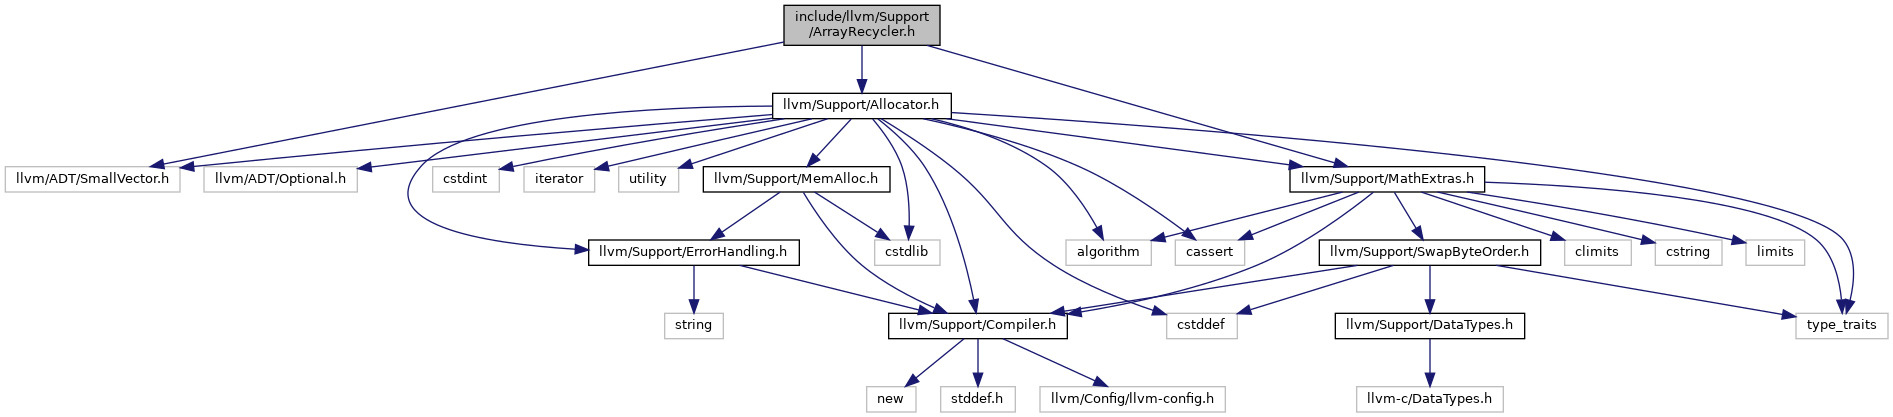 include/llvm/Support
/ArrayRecycler.h
llvm/Support/Allocator.h
llvm/ADT/SmallVector.h
llvm/ADT/Optional.h
cstdint
iterator
utility
llvm/Support/MemAlloc.h
llvm/Support/MathExtras.h
llvm/Support/ErrorHandling.h
cstdlib
algorithm
cassert
llvm/Support/SwapByteOrder.h
climits
cstring
limits
string
llvm/Support/Compiler.h
cstddef
llvm/Support/DataTypes.h
type_traits
new
stddef.h
llvm/Config/llvm-config.h
llvm-c/DataTypes.h